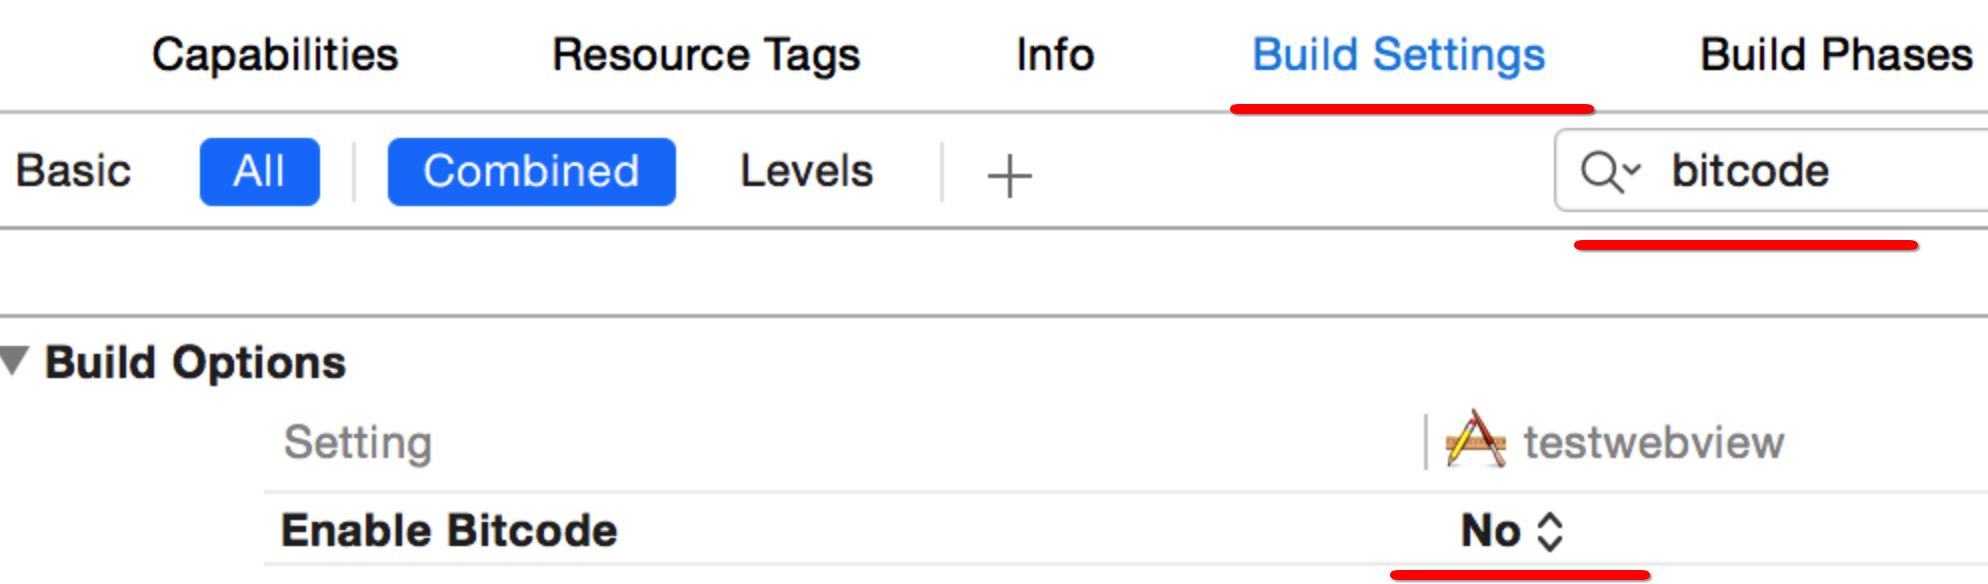 Capabilities Resource Tags Info Build Settings Build Phases
Basic All Combined Levels + bitcode
Build Options
Setting testwebview
Enable Bitcode No